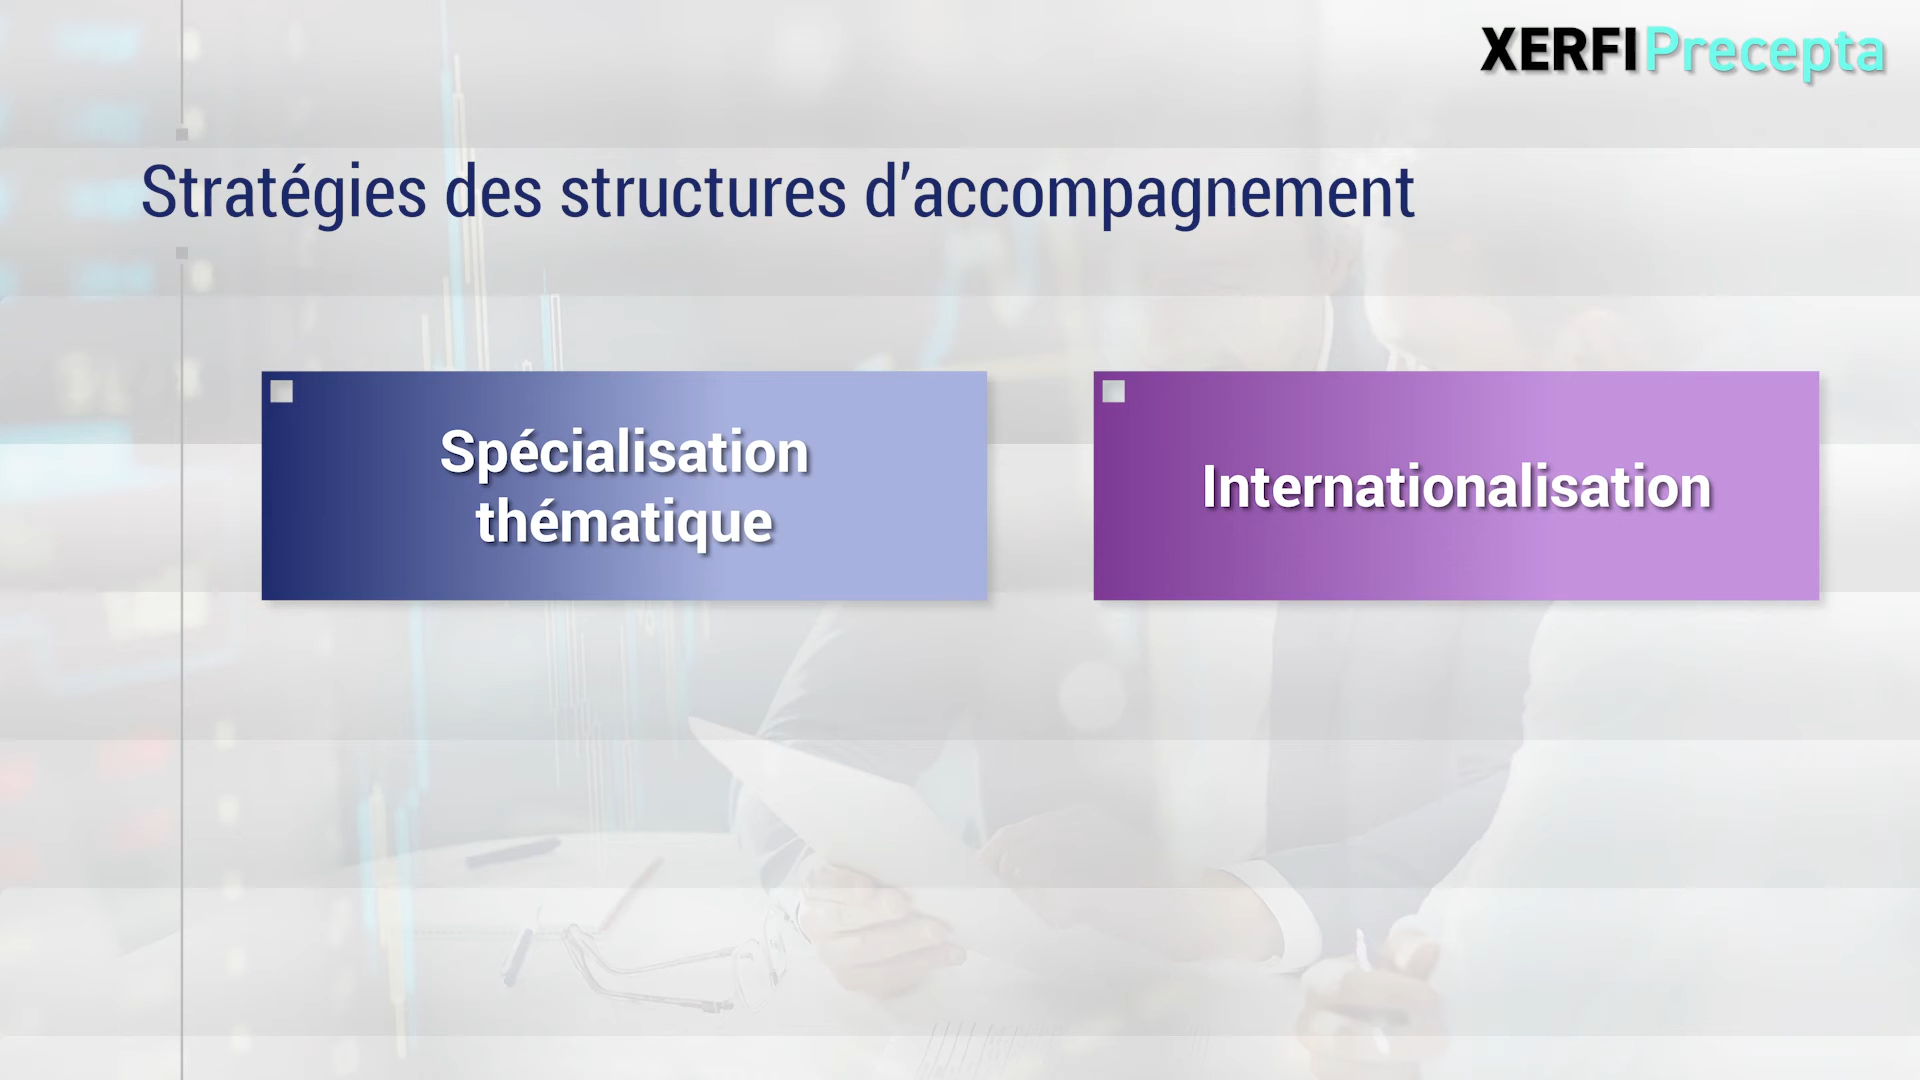 XERFI Precepta
Stratégies des structures d’accompagnement
Spécialisation
thématique
Internationalisation